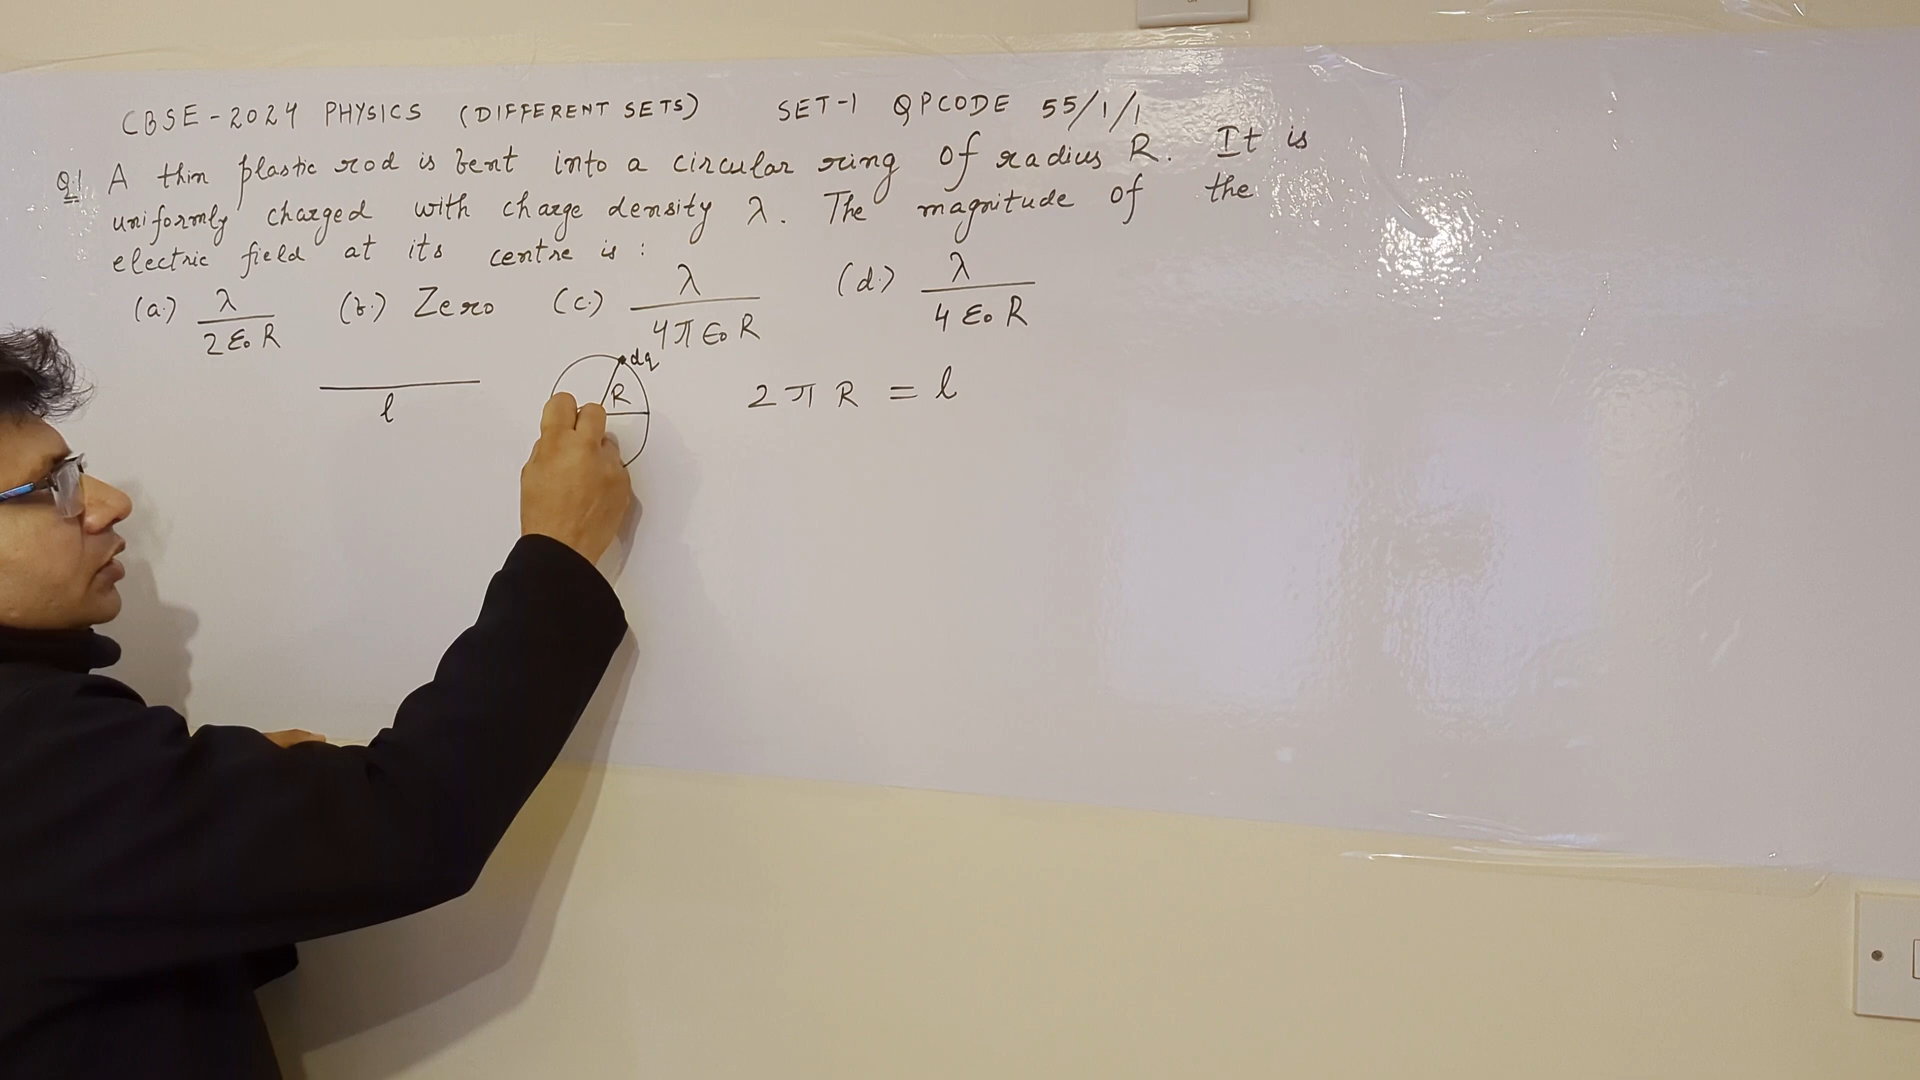 CBSE - 2024 PHYSICS (DIFFERENT SETS) SET-1 QPCODE 55/1/1
Q1 A thin plastic rod is bent into a circular ring of radius R. It is
uniformly charged with charge density λ. The magnitude of the
electric field at its centre is :
(a.) λ/2ε₀R (b.) Zero (c.) λ/4πε₀R (d.) λ/4ε₀R
dq
R
l
2πR = l